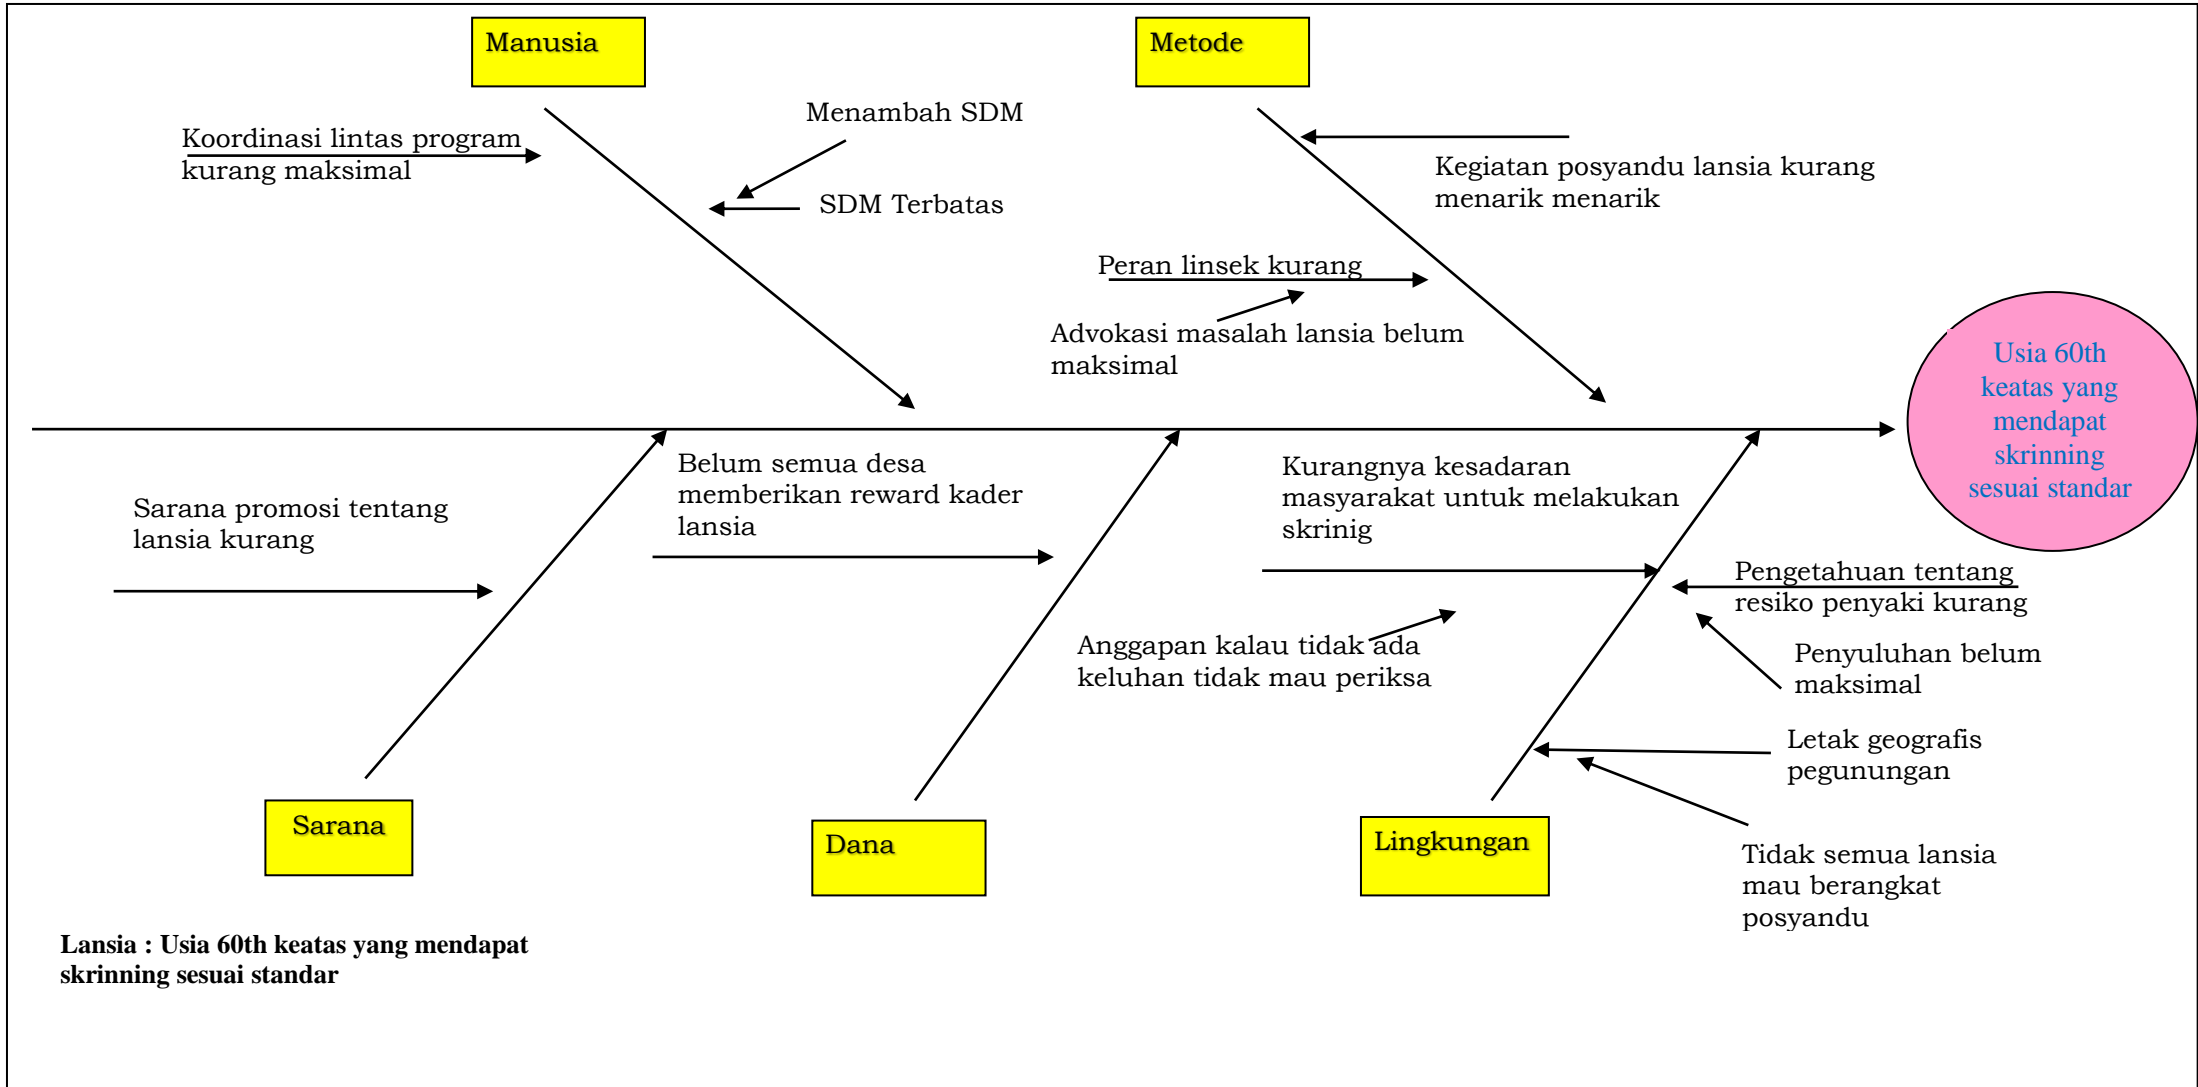 Manusia
Metode
Menambah SDM
Koordinasi lintas program
kurang maksimal
SDM Terbatas
Kegiatan posyandu lansia kurang
menarik menarik
Peran linsek kurang
Advokasi masalah lansia belum
maksimal
Usia 60th
keatas yang
mendapat
skrinning
sesuai standar
Sarana promosi tentang
lansia kurang
Belum semua desa
memberikan reward kader
lansia
Kurangnya kesadaran
masyarakat untuk melakukan
skrinig
Anggapan kalau tidak ada
keluhan tidak mau periksa
Pengetahuan tentang
resiko penyaki kurang
Penyuluhan belum
maksimal
Letak geografis
pegunungan
Tidak semua lansia
mau berangkat
posyandu
Sarana
Dana
Lingkungan
Lansia : Usia 60th keatas yang mendapat
skrinning sesuai standar